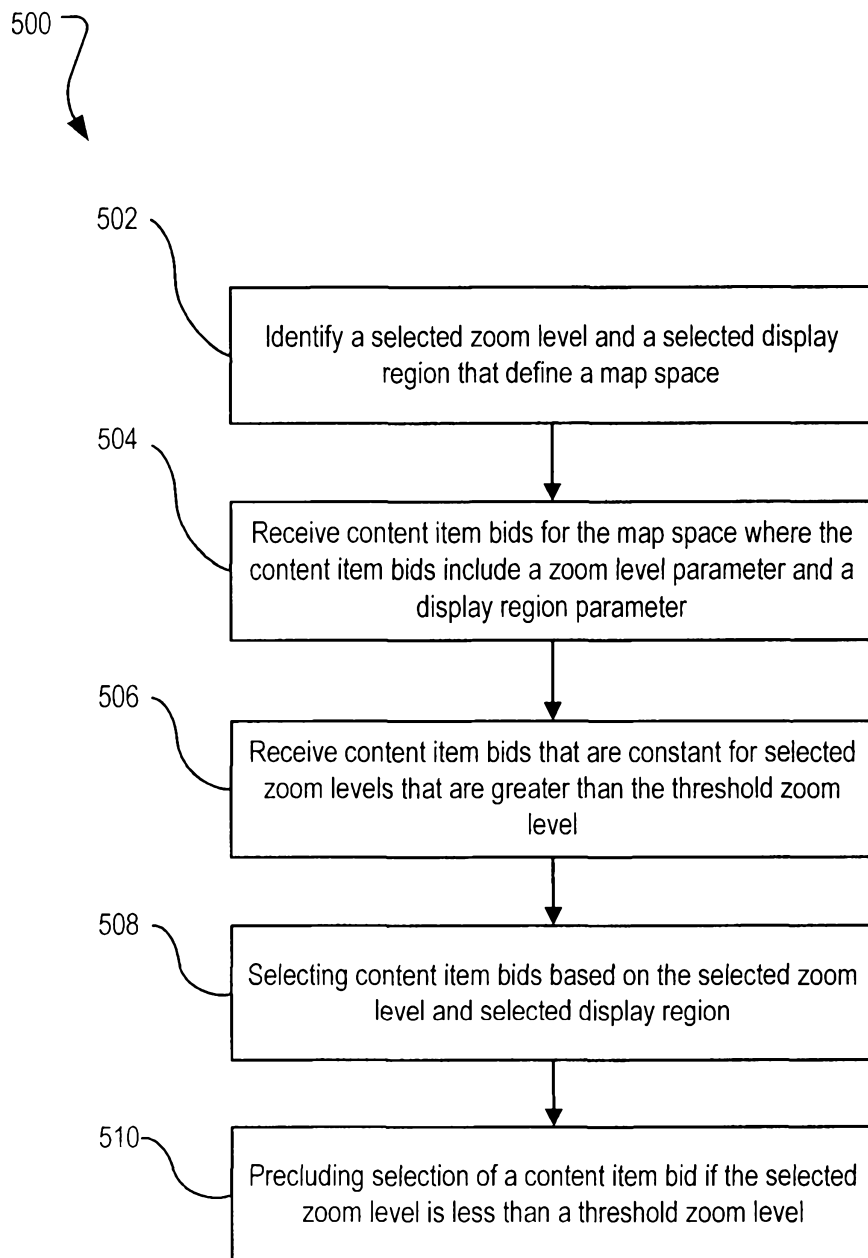 500
502
Identify a selected zoom level and a selected display
region that define a map space
504
Receive content item bids for the map space where the
content item bids include a zoom level parameter and a
display region parameter
506
Receive content item bids that are constant for selected
zoom levels that are greater than the threshold zoom
level
508
Selecting content item bids based on the selected zoom
level and selected display region
510
Precluding selection of a content item bid if the selected
zoom level is less than a threshold zoom level